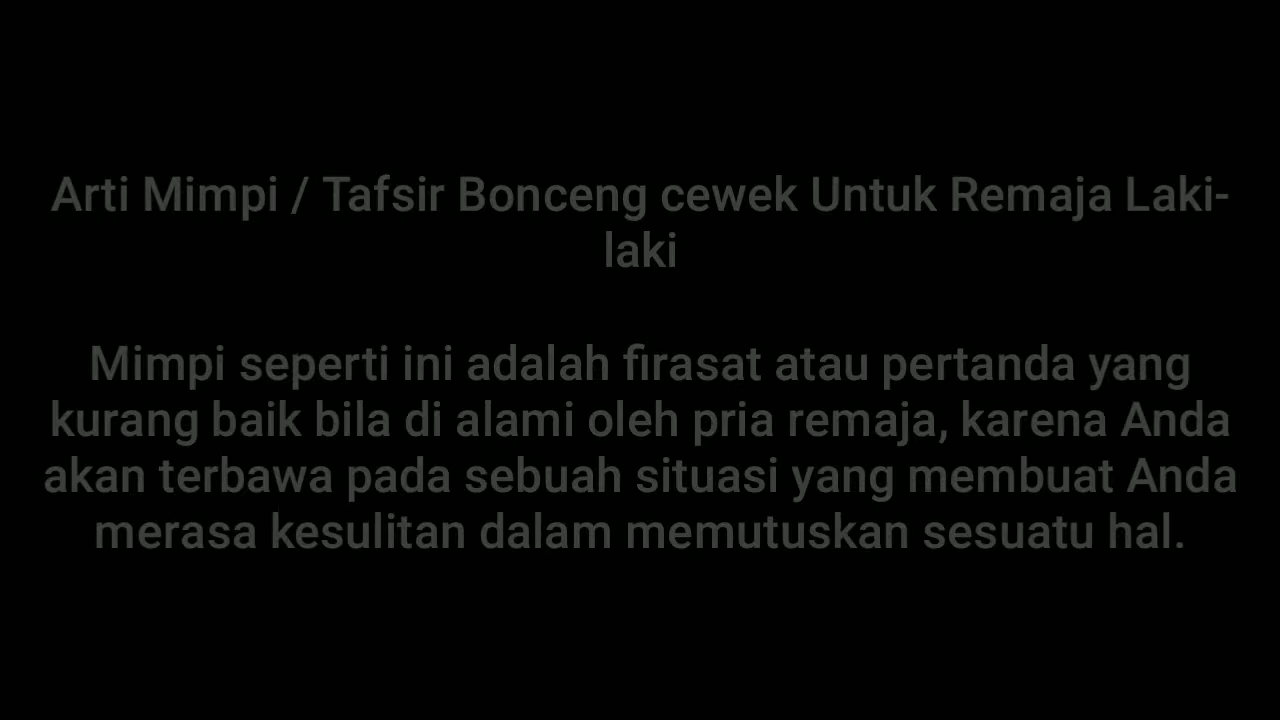 Arti Mimpi / Tafsir Bonceng cewek Untuk Remaja Laki-
laki
Mimpi seperti ini adalah firasat atau pertanda yang
kurang baik bila di alami oleh pria remaja, karena Anda
akan terbawa pada sebuah situasi yang membuat Anda
merasa kesulitan dalam memutuskan sesuatu hal.